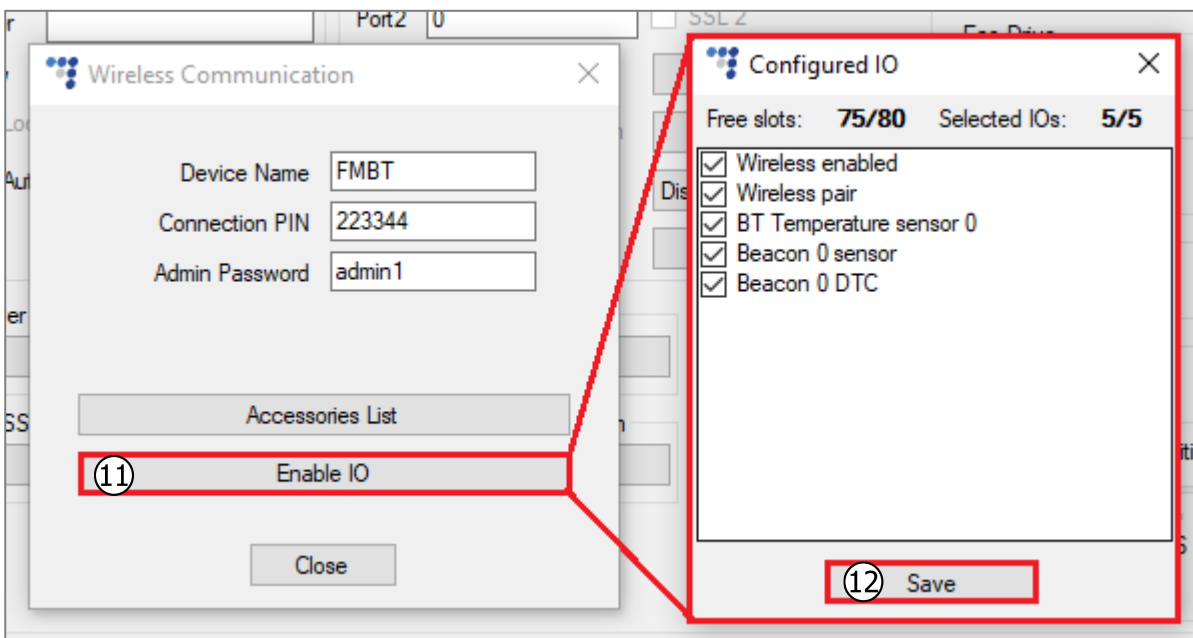 Port2 0
SSL 2
Wireless Communication
Device Name FMBT
Connection PIN 223344
Admin Password admin1
Accessories List
⑪ Enable IO
Close
Configured IO
Free slots: 75/80 Selected IOs: 5/5
Wireless enabled
Wireless pair
BT Temperature sensor 0
Beacon 0 sensor
Beacon 0 DTC
⑫ Save